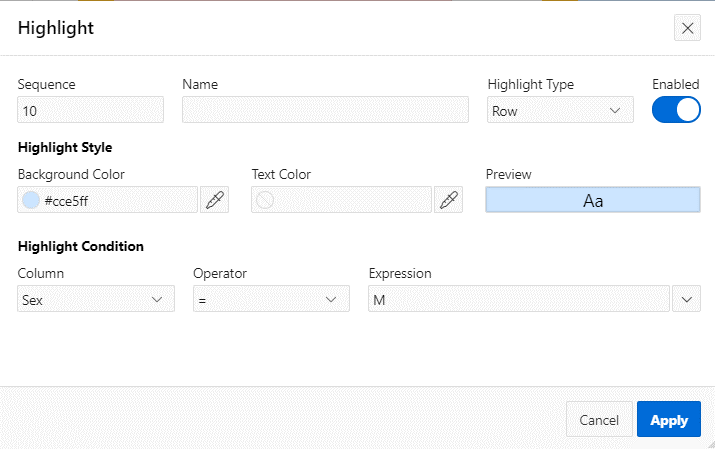 Highlight
Sequence Name Highlight Type Enabled
10 Row
Highlight Style
Background Color Text Color Preview
#cce5ff Aa
Highlight Condition
Column Operator Expression
Sex = M
Cancel Apply